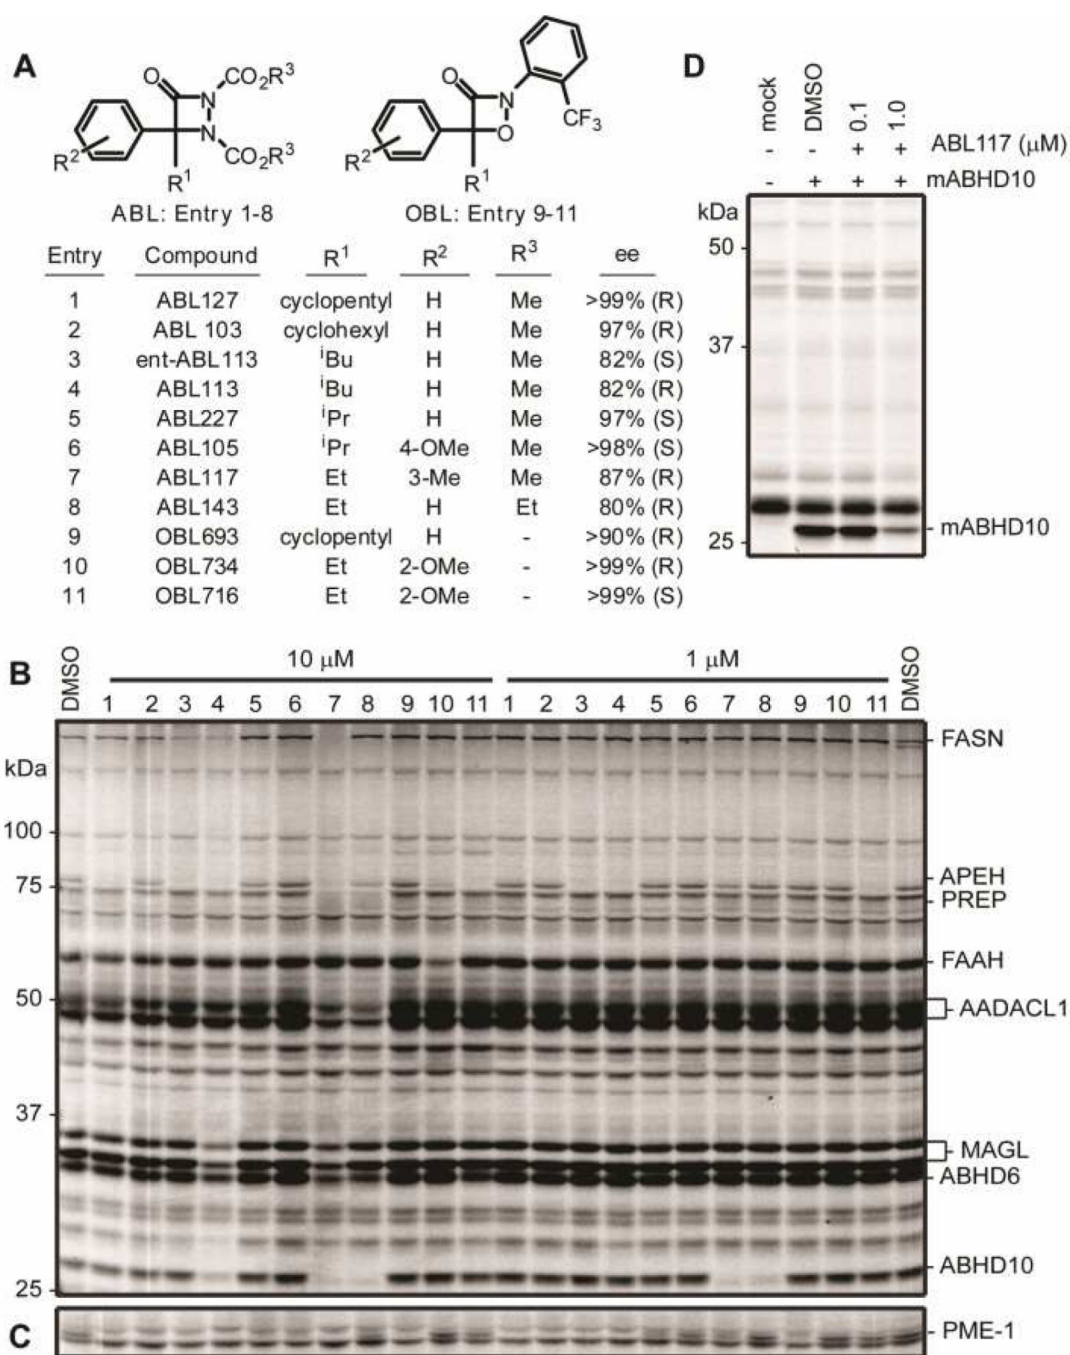 A
O
CO₂R³
N
N
CO₂R³
R²
R¹
ABL: Entry 1-8
O
N
O
CF₃
R²
R¹
OBL: Entry 9-11
Entry Compound R¹ R² R³ ee
1 ABL127 cyclopentyl H Me >99% (R)
2 ABL 103 cyclohexyl H Me 97% (R)
3 ent-ABL113 ⁱBu H Me 82% (S)
4 ABL113 ⁱBu H Me 82% (R)
5 ABL227 ⁱPr H Me 97% (S)
6 ABL105 ⁱPr 4-OMe Me >98% (S)
7 ABL117 Et 3-Me Me 87% (R)
8 ABL143 Et H Et 80% (R)
9 OBL693 cyclopentyl H - >90% (R)
10 OBL734 Et 2-OMe - >99% (R)
11 OBL716 Et 2-OMe - >99% (S)
D
mock DMSO 0.1 1.0
- - + + ABL117 (μM)
- + + + mABHD10
kDa
50
37
25
mABHD10
B
DMSO 10 μM 1 μM DMSO
1 2 3 4 5 6 7 8 9 10 11 1 2 3 4 5 6 7 8 9 10 11
kDa
100
75
50
37
25
FASN
APEH
PREP
FAAH
AADACL1
MAGL
ABHD6
ABHD10
C
PME-1